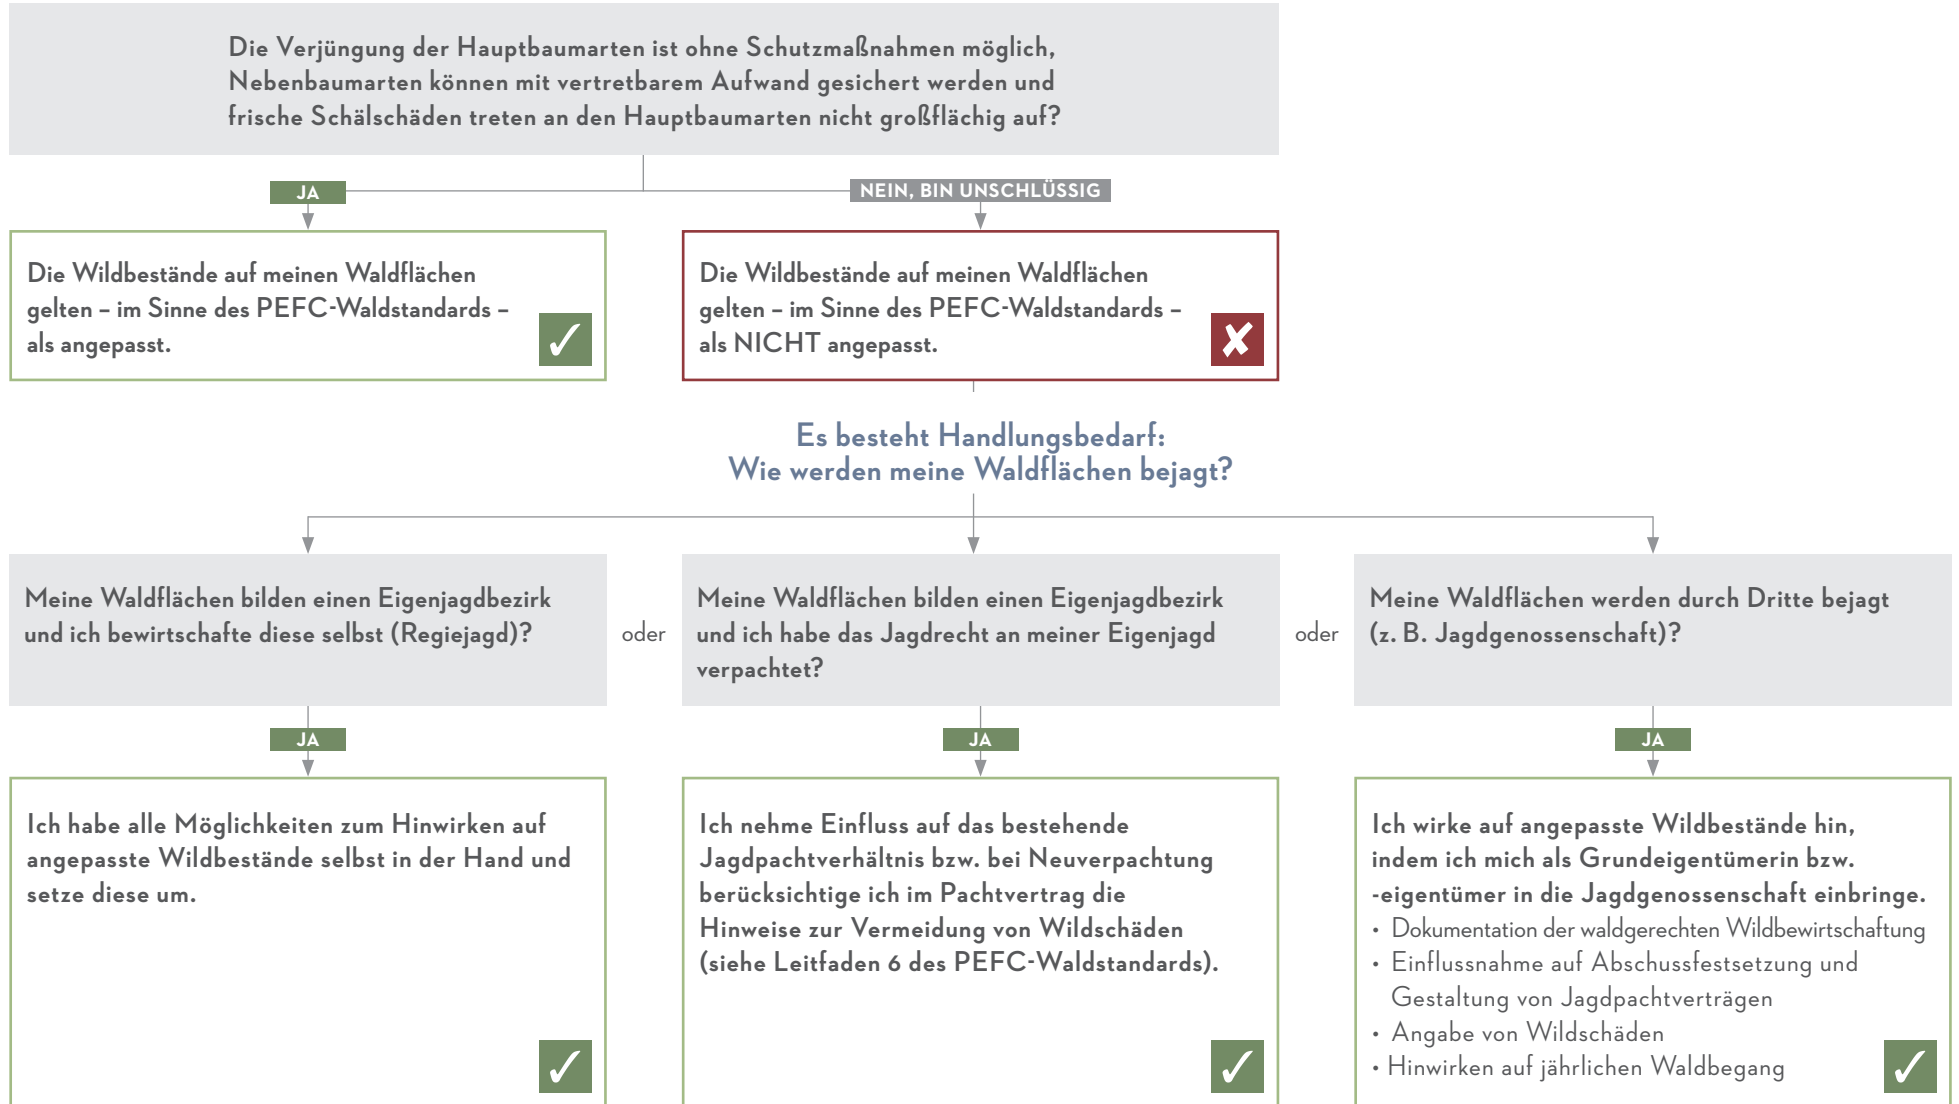 Die Verjüngung der Hauptbaumarten ist ohne Schutzmaßnahmen möglich,
Nebenbaumarten können mit vertretbarem Aufwand gesichert werden und
frische Schälschäden treten an den Hauptbaumarten nicht großflächig auf?
JA
NEIN, BIN UNSCHLÜSSIG
Die Wildbestände auf meinen Waldflächen
gelten – im Sinne des PEFC-Waldstandards –
als angepasst.
Die Wildbestände auf meinen Waldflächen
gelten – im Sinne des PEFC-Waldstandards –
als NICHT angepasst.
Es besteht Handlungsbedarf:
Wie werden meine Waldflächen bejagt?
Meine Waldflächen bilden einen Eigenjagdbezirk
und ich bewirtschafte diese selbst (Regiejagd)?
oder
Meine Waldflächen bilden einen Eigenjagdbezirk
und ich habe das Jagdrecht an meiner Eigenjagd
verpachtet?
oder
Meine Waldflächen werden durch Dritte bejagt
(z. B. Jagdgenossenschaft)?
JA
JA
JA
Ich habe alle Möglichkeiten zum Hinwirken auf
angepasste Wildbestände selbst in der Hand und
setze diese um.
Ich nehme Einfluss auf das bestehende
Jagdpachtverhältnis bzw. bei Neuverpachtung
berücksichtige ich im Pachtvertrag die
Hinweise zur Vermeidung von Wildschäden
(siehe Leitfaden 6 des PEFC-Waldstandards).
Ich wirke auf angepasste Wildbestände hin,
indem ich mich als Grundeigentümerin bzw.
-eigentümer in die Jagdgenossenschaft einbringe.
• Dokumentation der waldgerechten Wildbewirtschaftung
• Einflussnahme auf Abschussfestsetzung und
Gestaltung von Jagdpachtverträgen
• Angabe von Wildschäden
• Hinwirken auf jährlichen Waldbegang